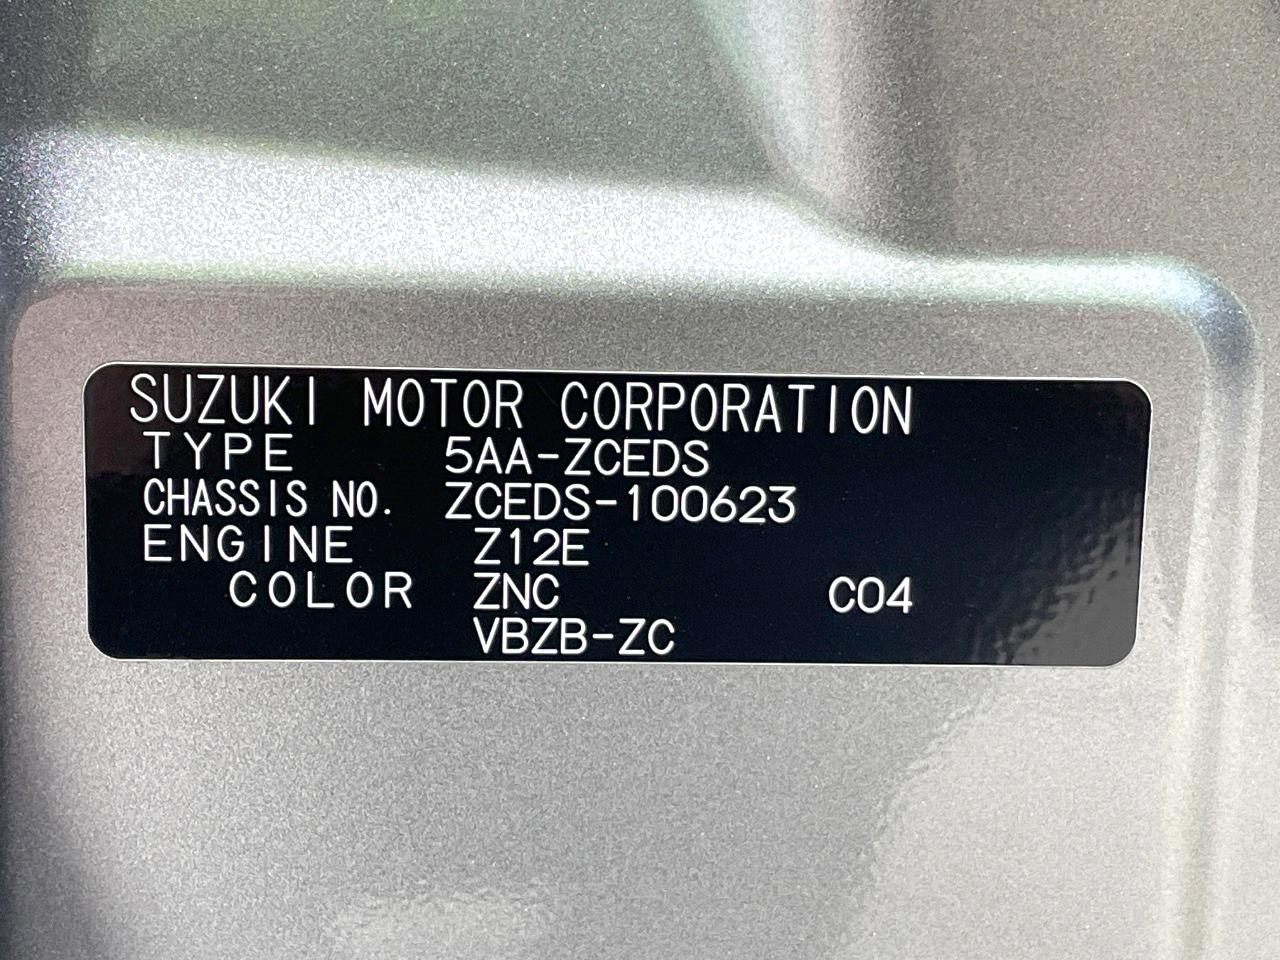 SUZUKI MOTOR CORPORATION
TYPE 5AA-ZCEDS
CHASSIS NO. ZCEDS-100623
ENGINE Z12E
COLOR ZNC C04
VBZB-ZC